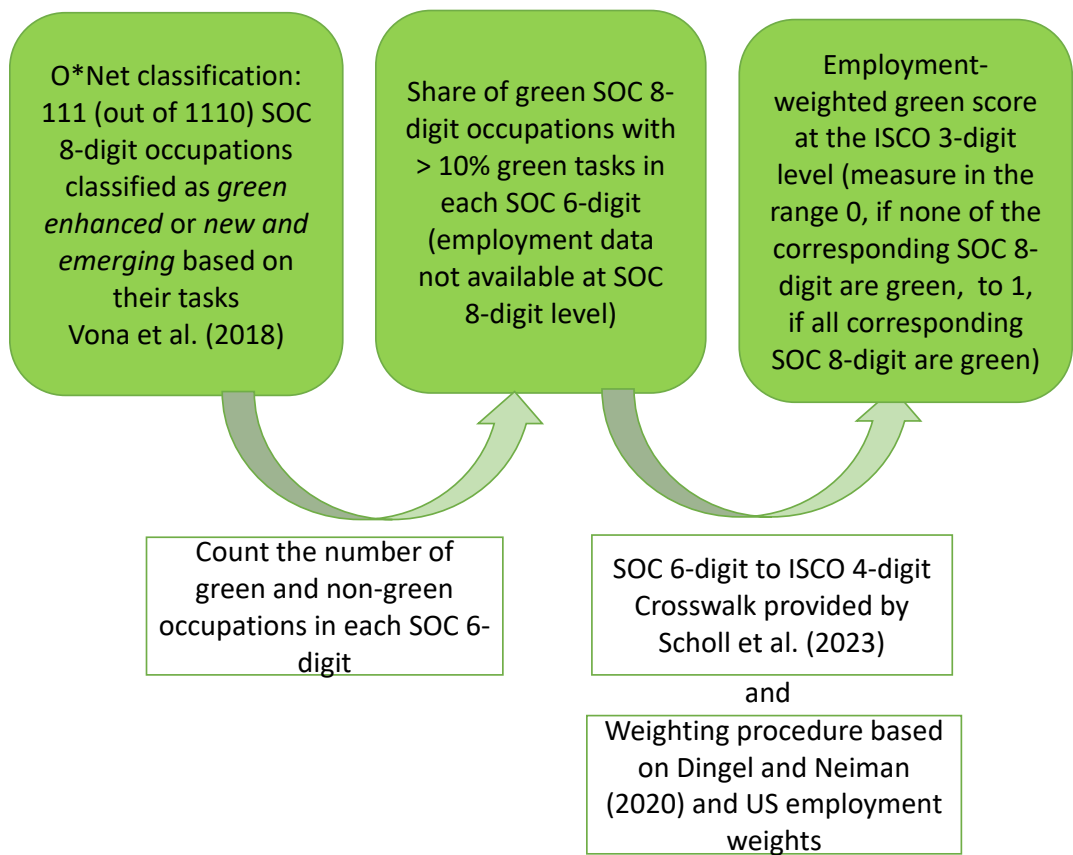 O*Net classification:
111 (out of 1110) SOC
8-digit occupations
classified as green
enhanced or new and
emerging based on
their tasks
Vona et al. (2018)
Share of green SOC 8-
digit occupations with
> 10% green tasks in
each SOC 6-digit
(employment data
not available at SOC
8-digit level)
Employment-
weighted green score
at the ISCO 3-digit
level (measure in the
range 0, if none of the
corresponding SOC 8-
digit are green, to 1,
if all corresponding
SOC 8-digit are green)
Count the number of
green and non-green
occupations in each SOC 6-
digit
SOC 6-digit to ISCO 4-digit
Crosswalk provided by
Scholl et al. (2023)
and
Weighting procedure based
on Dingel and Neiman
(2020) and US employment
weights